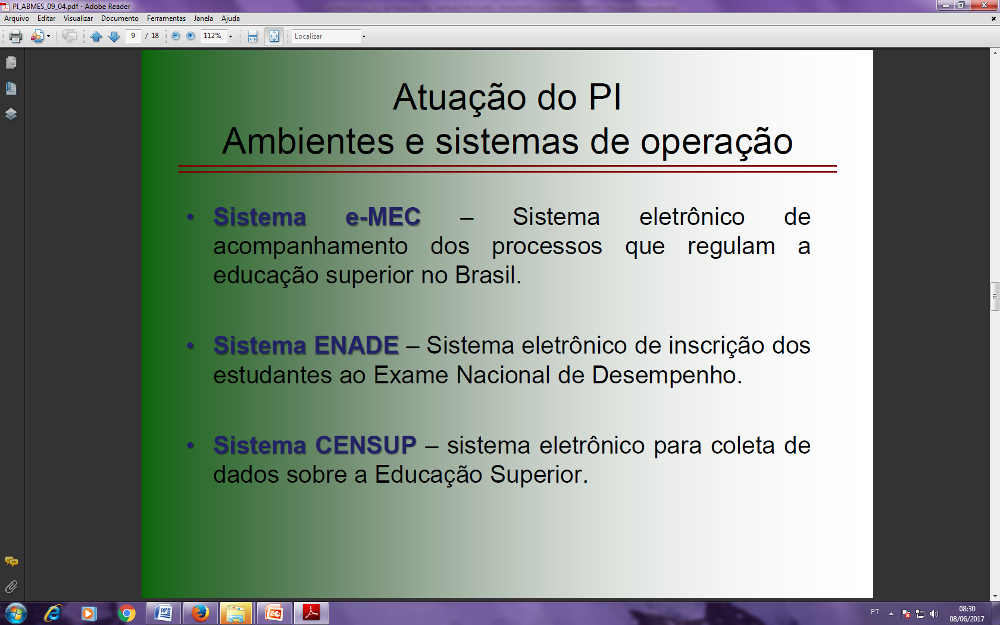 PI_ABMES_09_04.pdf - Adobe Reader
Arquivo Editar Visualizar Documento Ferramentas Janela Ajuda
9 / 18 112% Localizar
Atuação do PI
Ambientes e sistemas de operação
• Sistema e-MEC – Sistema eletrônico de
acompanhamento dos processos que regulam a
educação superior no Brasil.
• Sistema ENADE – Sistema eletrônico de inscrição dos
estudantes ao Exame Nacional de Desempenho.
• Sistema CENSUP – sistema eletrônico para coleta de
dados sobre a Educação Superior.
PT 08:30
08/06/2017